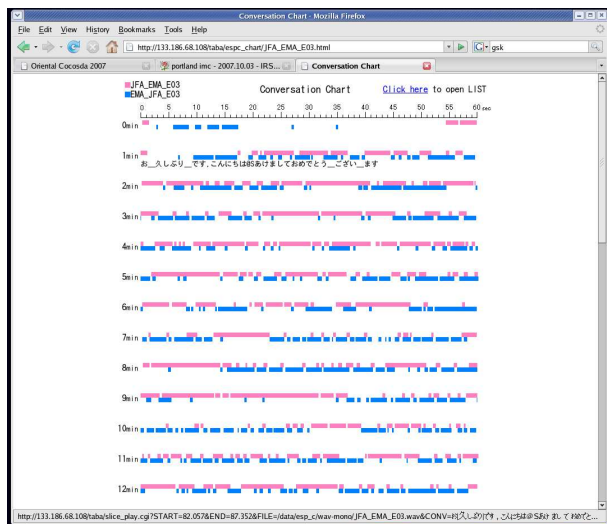 Conversation Chart - Mozilla Firefox
File Edit View History Bookmarks Tools Help
http://133.186.68.108/taba/espc_chart/JFA_EMA_E03.html
gsk
Oriental Cocosda 2007
portland imc - 2007.10.03 - IRS...
Conversation Chart
JFA_EMA_E03
EMA_JFA_E03
Conversation Chart
Click here to open LIST
0 5 10 15 20 25 30 35 40 45 50 55 60 sec
0min
1min
お__久しぶり__です,こんにちは@Sあけましておめでとう__ござい__ます
2min
3min
4min
5min
6min
7min
8min
9min
10min
11min
12min
http://133.186.68.108/taba/slice_play.cgi?START=82.057&END=87.352&FILE=/data/esp_c/wav-mono/JFA_EMA_E03.wav&CONV=お久しぶりです,こんにちは@Sあけましておめでと...